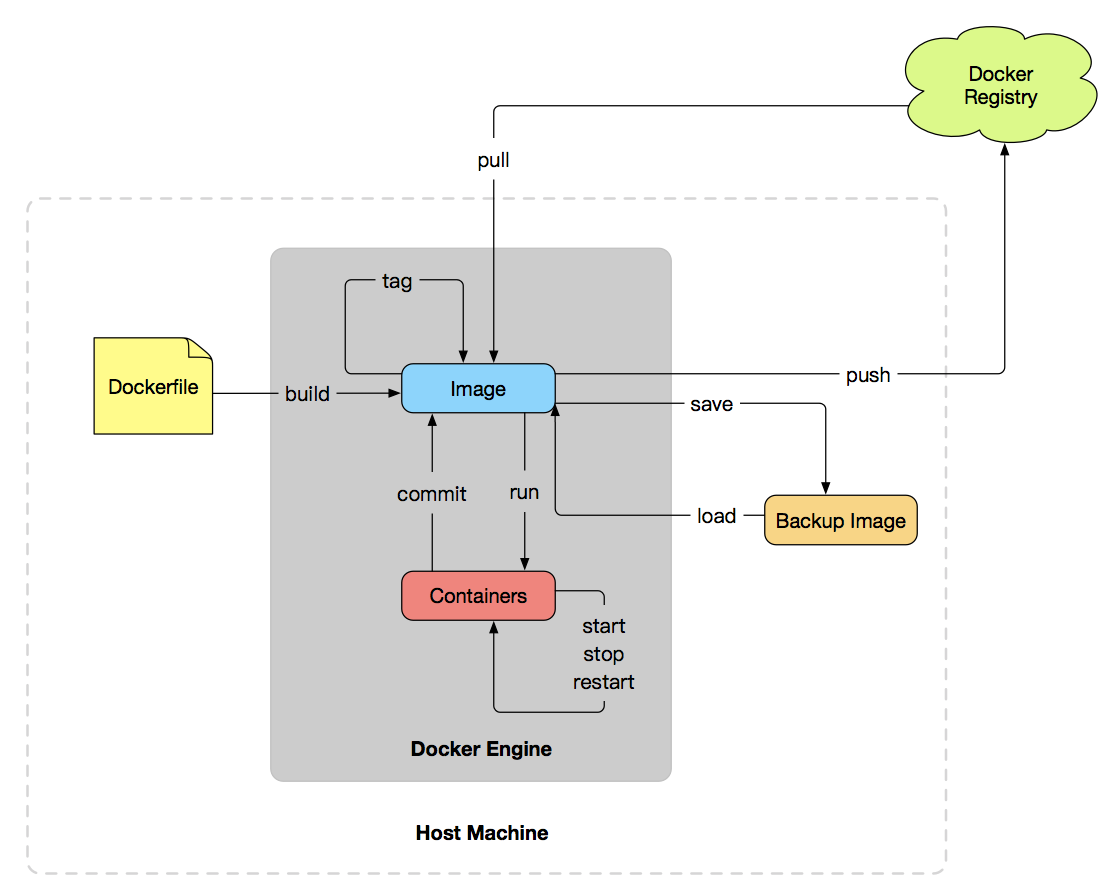 Docker
Registry
pull
tag
Dockerfile
build
Image
push
save
commit
run
load
Backup Image
Containers
start
stop
restart
Docker Engine
Host Machine